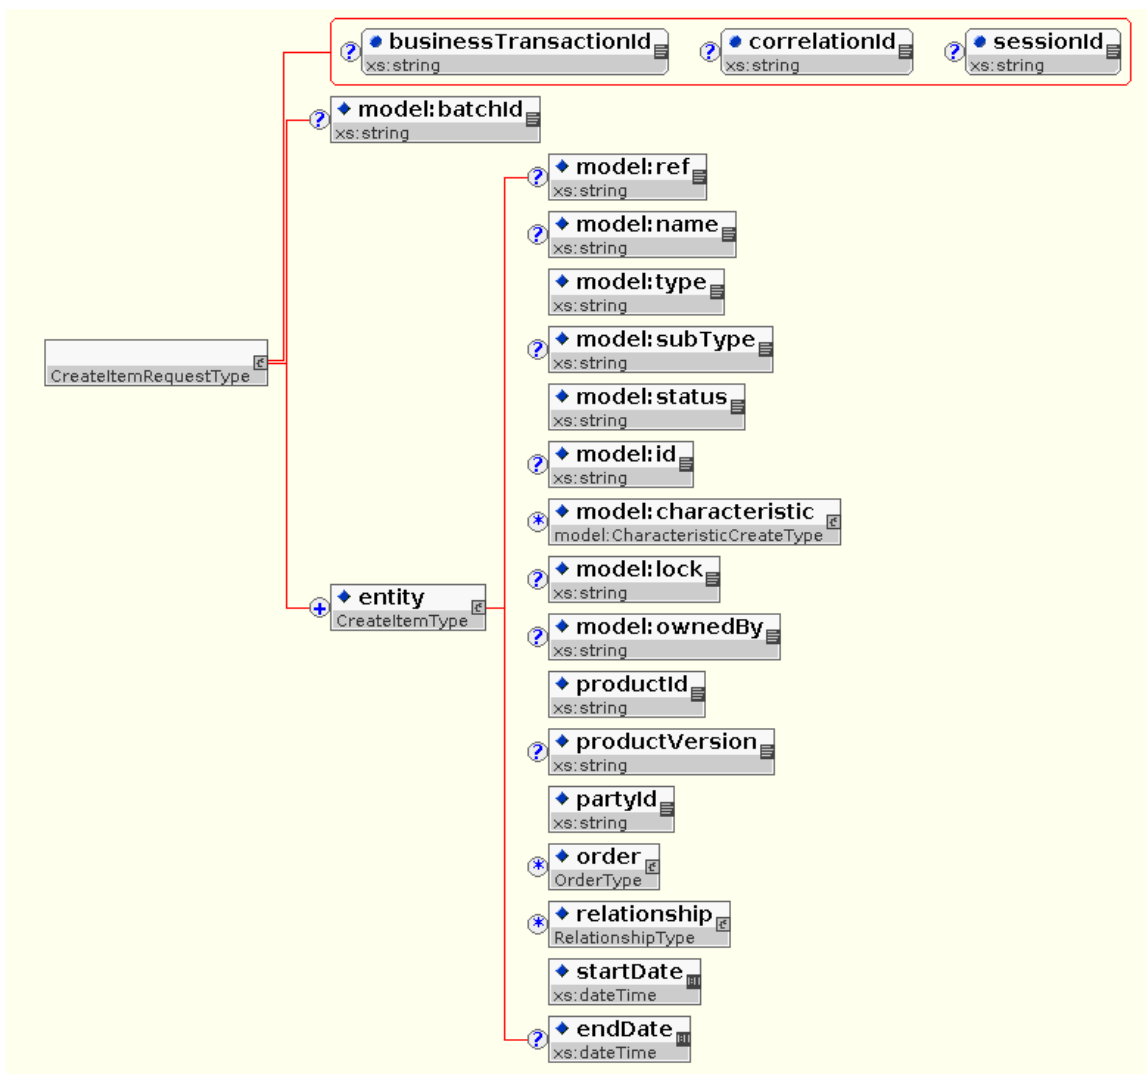 businessTransactionId correlationId sessionId
xs:string xs:string xs:string
model:batchId
xs:string
model:ref
xs:string
model:name
xs:string
model:type
xs:string
model:subType
xs:string
CreateItemRequestType
model:status
xs:string
model:id
xs:string
model:characteristic
model:CharacteristicCreateType
model:lock
xs:string
entity
CreateItemType
model:ownedBy
xs:string
productId
xs:string
productVersion
xs:string
partyId
xs:string
order
OrderType
relationship
RelationshipType
startDate
xs:dateTime
endDate
xs:dateTime